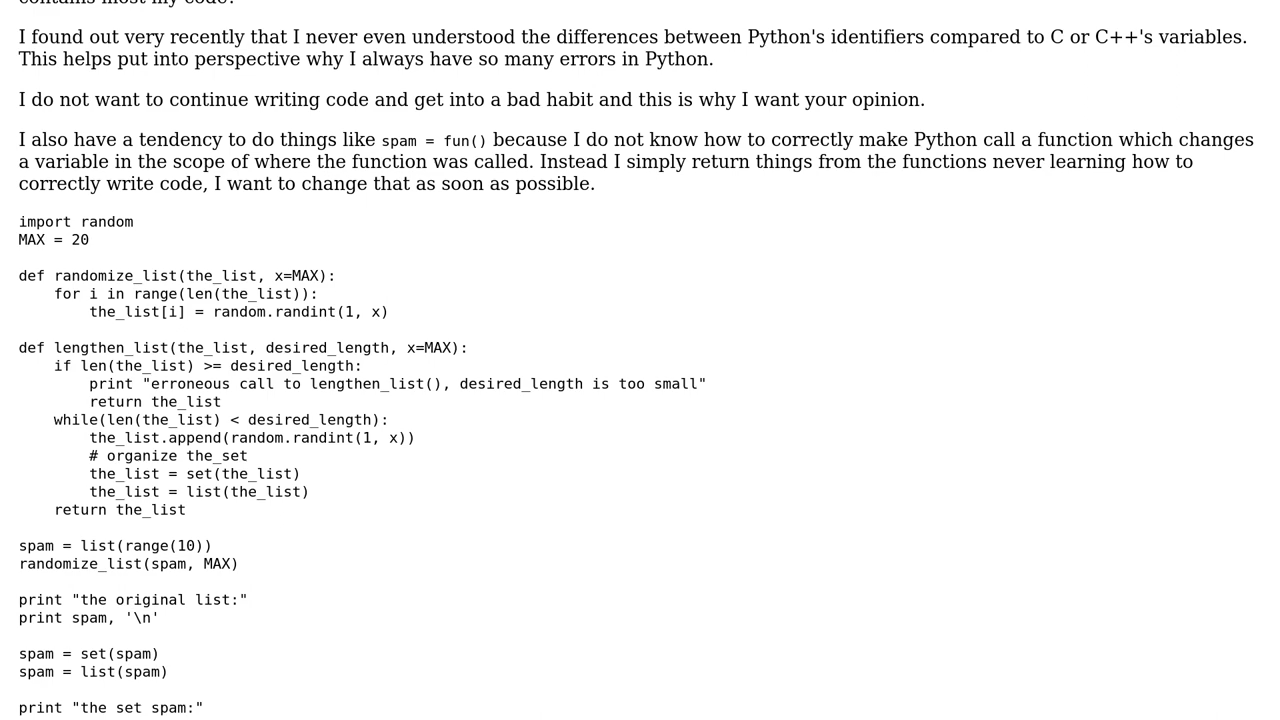 contains most my code?
I found out very recently that I never even understood the differences between Python's identifiers compared to C or C++'s variables.
This helps put into perspective why I always have so many errors in Python.
I do not want to continue writing code and get into a bad habit and this is why I want your opinion.
I also have a tendency to do things like spam = fun() because I do not know how to correctly make Python call a function which changes
a variable in the scope of where the function was called. Instead I simply return things from the functions never learning how to
correctly write code, I want to change that as soon as possible.
import random
MAX = 20
def randomize_list(the_list, x=MAX):
    for i in range(len(the_list)):
        the_list[i] = random.randint(1, x)
def lengthen_list(the_list, desired_length, x=MAX):
    if len(the_list) >= desired_length:
        print "erroneous call to lengthen_list(), desired_length is too small"
        return the_list
    while(len(the_list) < desired_length):
        the_list.append(random.randint(1, x))
        # organize the_set
        the_list = set(the_list)
        the_list = list(the_list)
    return the_list
spam = list(range(10))
randomize_list(spam, MAX)
print "the original list:"
print spam, '\n'
spam = set(spam)
spam = list(spam)
print "the set spam:"